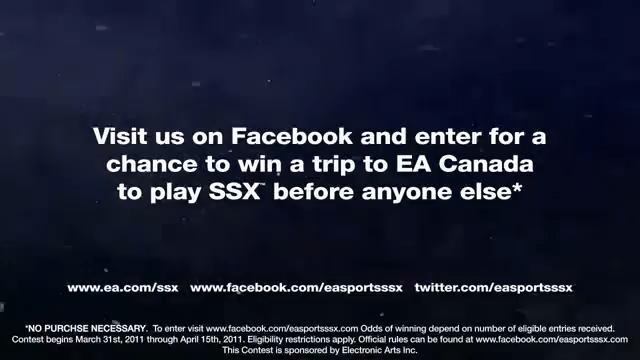 Visit us on Facebook and enter for a
chance to win a trip to EA Canada
to play SSX™ before anyone else*
www.ea.com/ssx www.facebook.com/easportsssx twitter.com/easportsssx
*NO PURCHSE NECESSARY. To enter visit www.facebook.com/easportsssx.com Odds of winning depend on number of eligible entries received.
Contest begins March 31st, 2011 through April 15th, 2011. Eligibility restrictions apply. Official rules can be found at www.facebook.com/easportsssx.com
This Contest is sponsored by Electronic Arts Inc.